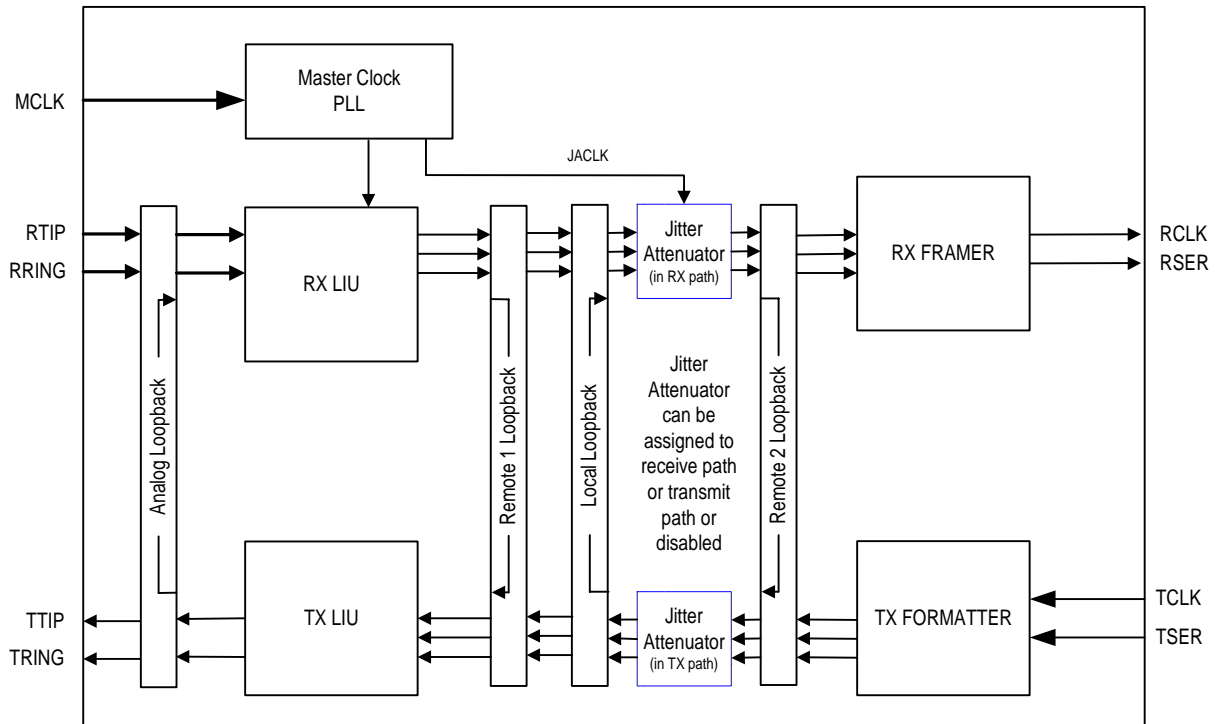 Master Clock
PLL
MCLK
JACLK
RTIP
RRING
RX LIU
Jitter
Attenuator
(in RX path)
RX FRAMER
RCLK
RSER
Analog Loopback
Remote 1 Loopback
Local Loopback
Jitter
Attenuator
can be
assigned to
receive path
or transmit
path or
disabled
Remote 2 Loopback
TTIP
TRING
TX LIU
Jitter
Attenuator
(in TX path)
TX FORMATTER
TCLK
TSER